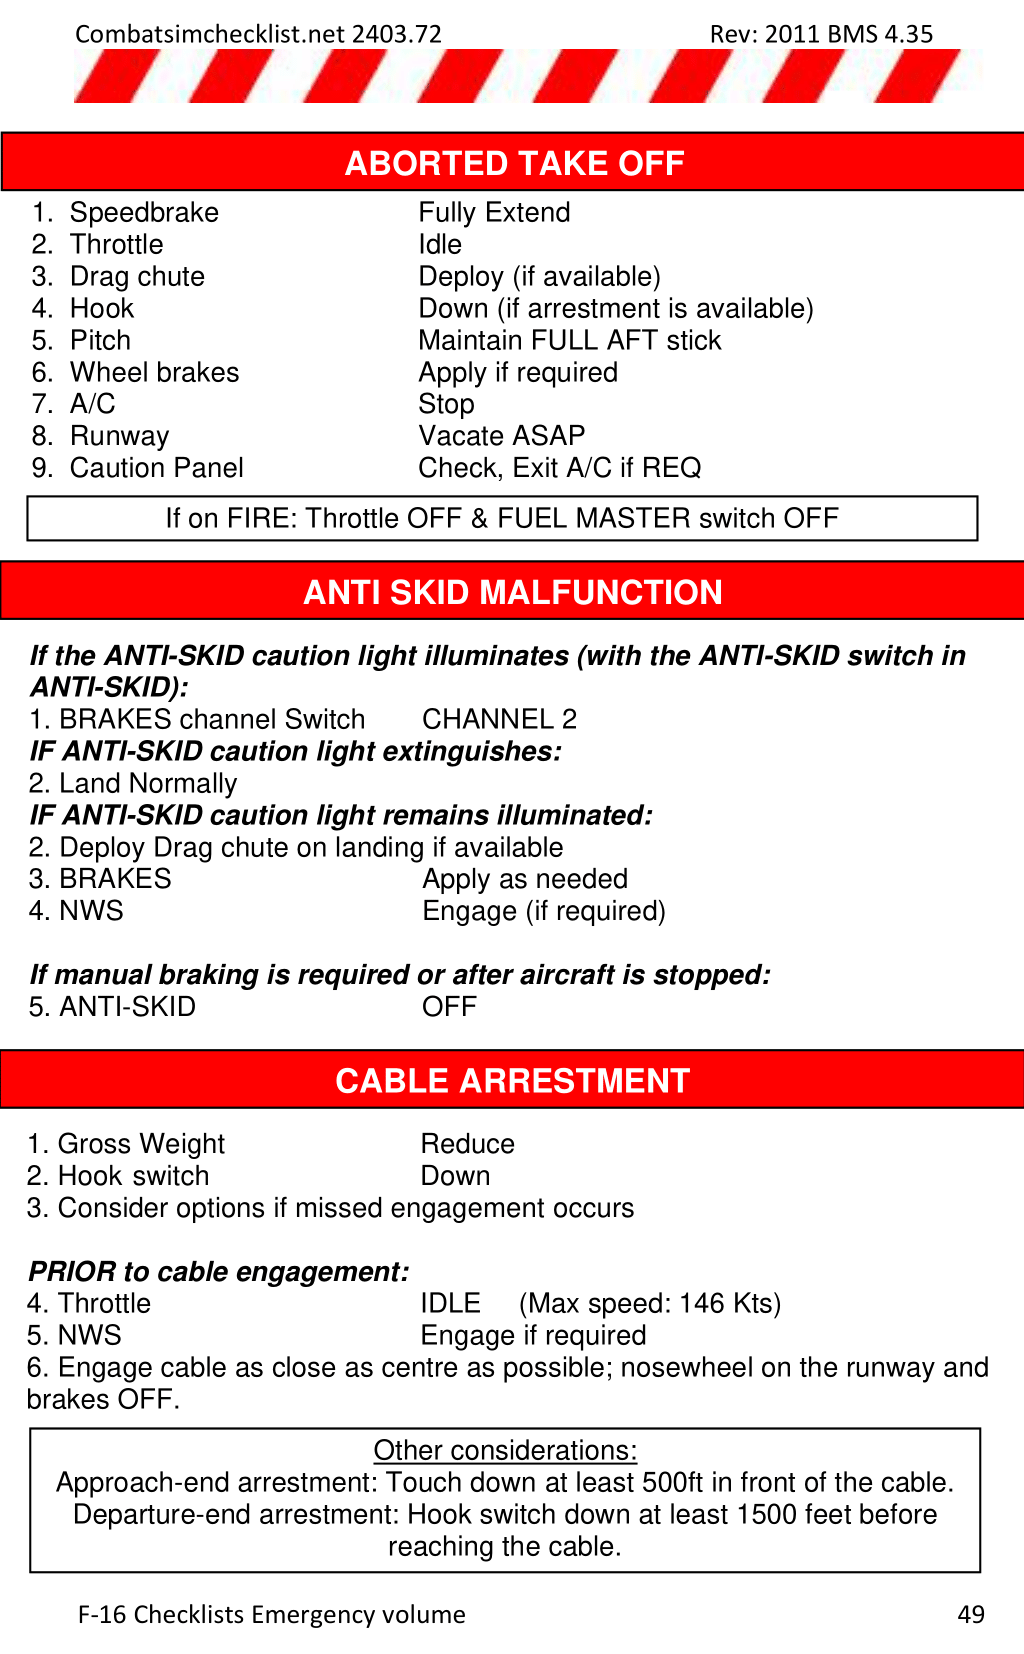 Combatsimchecklist.net 2403.72 Rev: 2011 BMS 4.35
ABORTED TAKE OFF
1. Speedbrake Fully Extend
2. Throttle Idle
3. Drag chute Deploy (if available)
4. Hook Down (if arrestment is available)
5. Pitch Maintain FULL AFT stick
6. Wheel brakes Apply if required
7. A/C Stop
8. Runway Vacate ASAP
9. Caution Panel Check, Exit A/C if REQ
If on FIRE: Throttle OFF & FUEL MASTER switch OFF
ANTI SKID MALFUNCTION
If the ANTI-SKID caution light illuminates (with the ANTI-SKID switch in
ANTI-SKID):
1. BRAKES channel Switch CHANNEL 2
IF ANTI-SKID caution light extinguishes:
2. Land Normally
IF ANTI-SKID caution light remains illuminated:
2. Deploy Drag chute on landing if available
3. BRAKES Apply as needed
4. NWS Engage (if required)
If manual braking is required or after aircraft is stopped:
5. ANTI-SKID OFF
CABLE ARRESTMENT
1. Gross Weight Reduce
2. Hook switch Down
3. Consider options if missed engagement occurs
PRIOR to cable engagement:
4. Throttle IDLE (Max speed: 146 Kts)
5. NWS Engage if required
6. Engage cable as close as centre as possible; nosewheel on the runway and
brakes OFF.
Other considerations:
Approach-end arrestment: Touch down at least 500ft in front of the cable.
Departure-end arrestment: Hook switch down at least 1500 feet before
reaching the cable.
F-16 Checklists Emergency volume 49